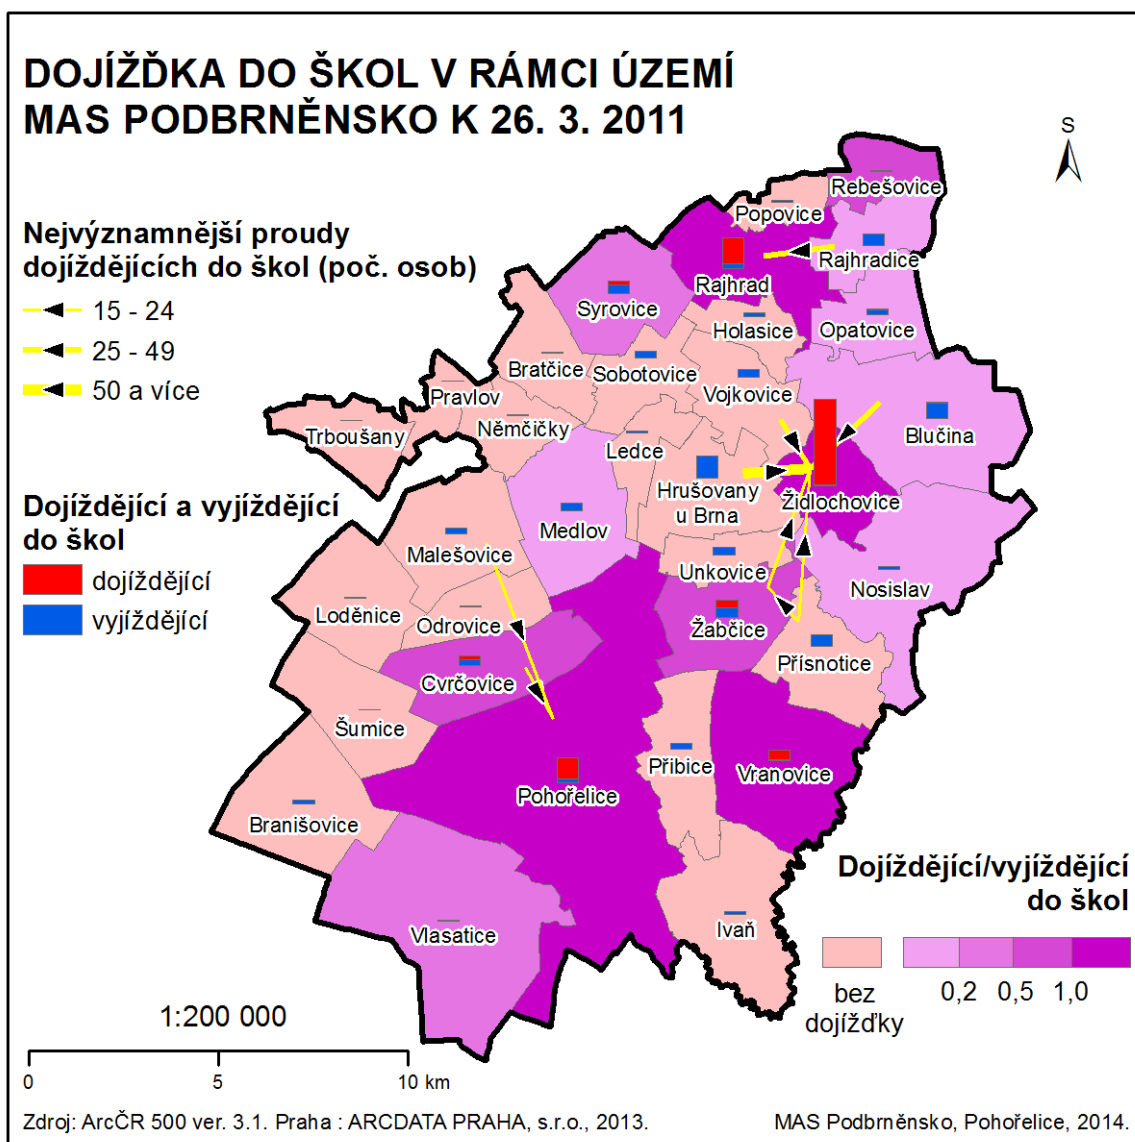 DOJÍŽĎKA DO ŠKOL V RÁMCI ÚZEMÍ
MAS PODBRNĚNSKO K 26. 3. 2011
S
Nejvýznamnější proudy
dojíždějících do škol (poč. osob)
15 - 24
25 - 49
50 a více
Dojíždějící a vyjíždějící
do škol
dojíždějící
vyjíždějící
Rebešovice
Popovice
Rajhradice
Rajhrad
Syrovice
Holasice
Opatovice
Bratčice
Sobotovice
Vojkovice
Pravlov
Němčičky
Trboušany
Ledce
Blučina
Hrušovany
u Brna
Židlochovice
Medlov
Malešovice
Unkovice
Nosislav
Loděnice
Odrovice
Žabčice
Přísnotice
Cvrčovice
Šumice
Přibice
Vranovice
Pohořelice
Branišovice
Ivaň
Vlasatice
Dojíždějící/vyjíždějící
do škol
bez
dojížďky
0,2 0,5 1,0
1:200 000
0 5 10 km
Zdroj: ArcČR 500 ver. 3.1. Praha : ARCDATA PRAHA, s.r.o., 2013.
MAS Podbrněnsko, Pohořelice, 2014.